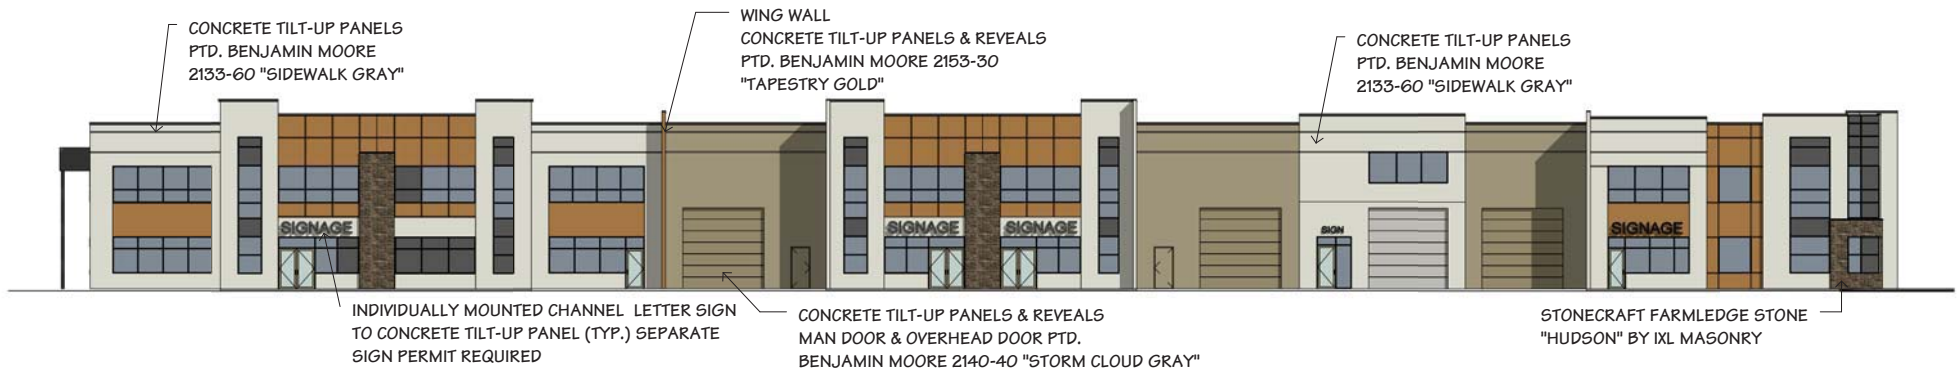 CONCRETE TILT-UP PANELS
PTD. BENJAMIN MOORE
2133-60 "SIDEWALK GRAY"
WING WALL
CONCRETE TILT-UP PANELS & REVEALS
PTD. BENJAMIN MOORE 2153-30
"TAPESTRY GOLD"
CONCRETE TILT-UP PANELS
PTD. BENJAMIN MOORE
2133-60 "SIDEWALK GRAY"
SIGNAGE
SIGNAGE
SIGNAGE
SIGN
SIGNAGE
INDIVIDUALLY MOUNTED CHANNEL LETTER SIGN
TO CONCRETE TILT-UP PANEL (TYP.) SEPARATE
SIGN PERMIT REQUIRED
CONCRETE TILT-UP PANELS & REVEALS
MAN DOOR & OVERHEAD DOOR PTD.
BENJAMIN MOORE 2140-40 "STORM CLOUD GRAY"
STONECRAFT FARMLEDGE STONE
"HUDSON" BY IXL MASONRY